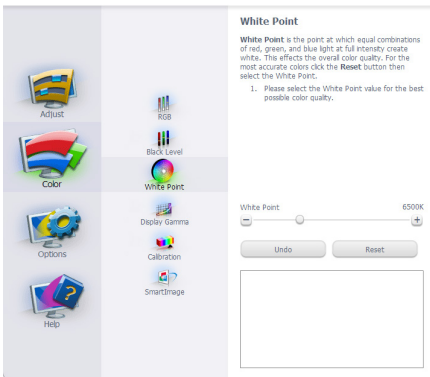 Adjust
Color
Options
Help
RGB
Black Level
White Point
Display Gamma
Calibration
SmartImage
White Point
White Point is the point at which equal combinations
of red, green, and blue light at full intensity create
white. This effects the overall color quality. For the
most accurate colors click the Reset button then
select the White Point.
1. Please select the White Point value for the best
possible color quality.
White Point 6500K
Undo Reset